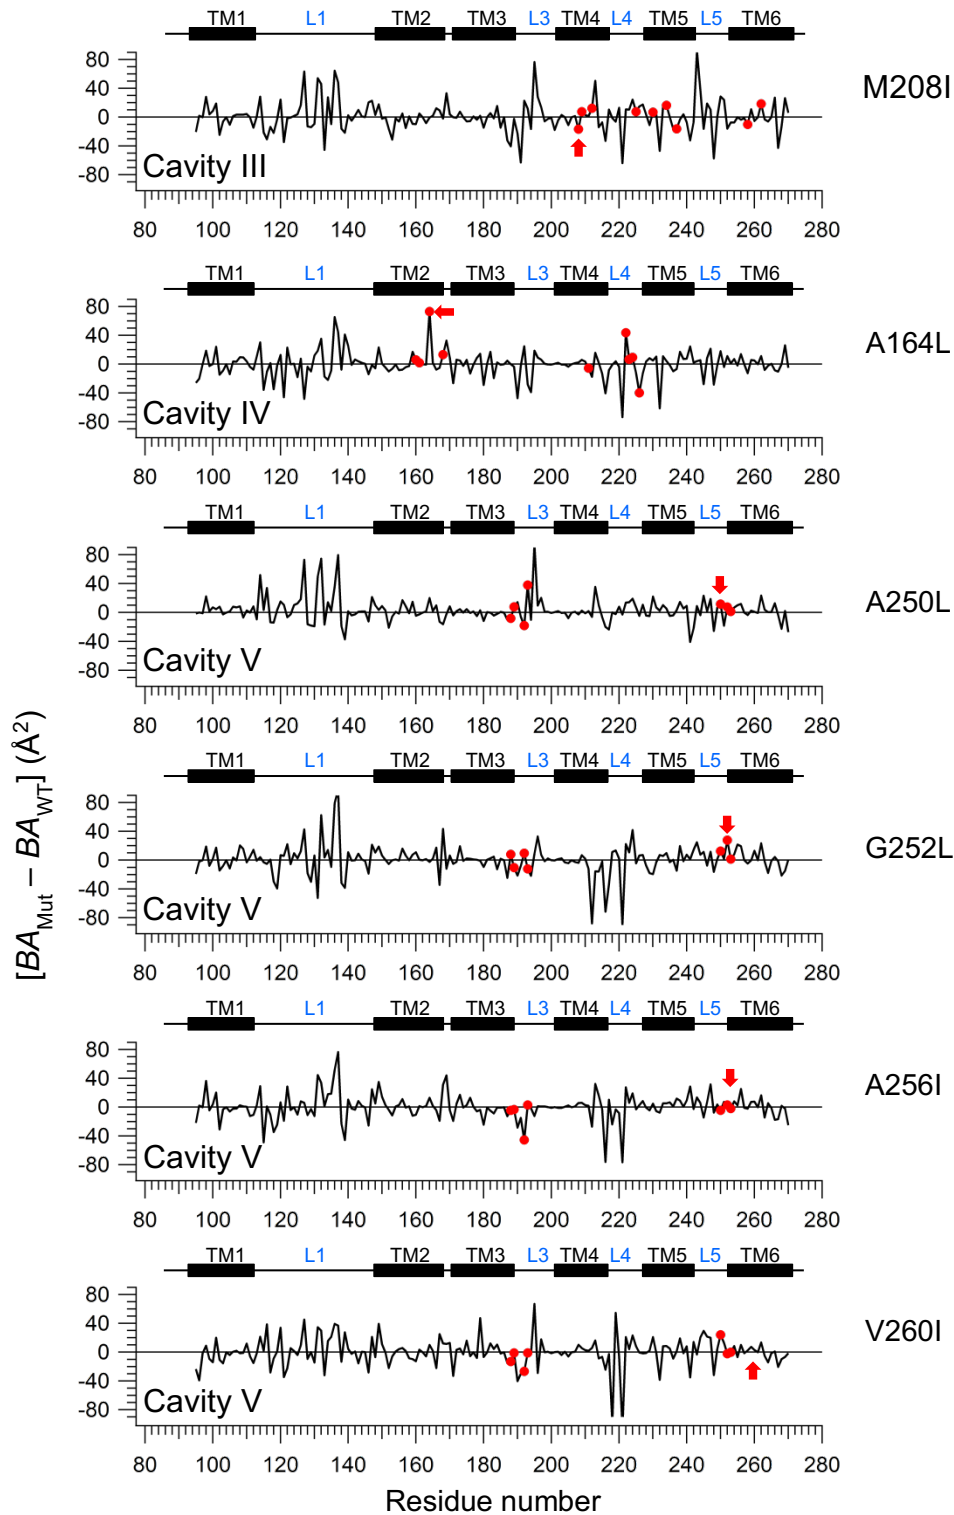 TM1 L1 TM2 TM3 L3 TM4 L4 TM5 L5 TM6
80
40
0
-40
-80
M208I
Cavity III
80 100 120 140 160 180 200 220 240 260 280
TM1 L1 TM2 TM3 L3 TM4 L4 TM5 L5 TM6
80
40
0
-40
-80
A164L
Cavity IV
80 100 120 140 160 180 200 220 240 260 280
TM1 L1 TM2 TM3 L3 TM4 L4 TM5 L5 TM6
80
40
0
-40
-80
A250L
Cavity V
80 100 120 140 160 180 200 220 240 260 280
TM1 L1 TM2 TM3 L3 TM4 L4 TM5 L5 TM6
80
40
0
-40
-80
G252L
Cavity V
80 100 120 140 160 180 200 220 240 260 280
TM1 L1 TM2 TM3 L3 TM4 L4 TM5 L5 TM6
80
40
0
-40
-80
A256I
Cavity V
80 100 120 140 160 180 200 220 240 260 280
TM1 L1 TM2 TM3 L3 TM4 L4 TM5 L5 TM6
80
40
0
-40
-80
V260I
Cavity V
80 100 120 140 160 180 200 220 240 260 280
Residue number
[BA_Mut – BA_WT] (Å²)